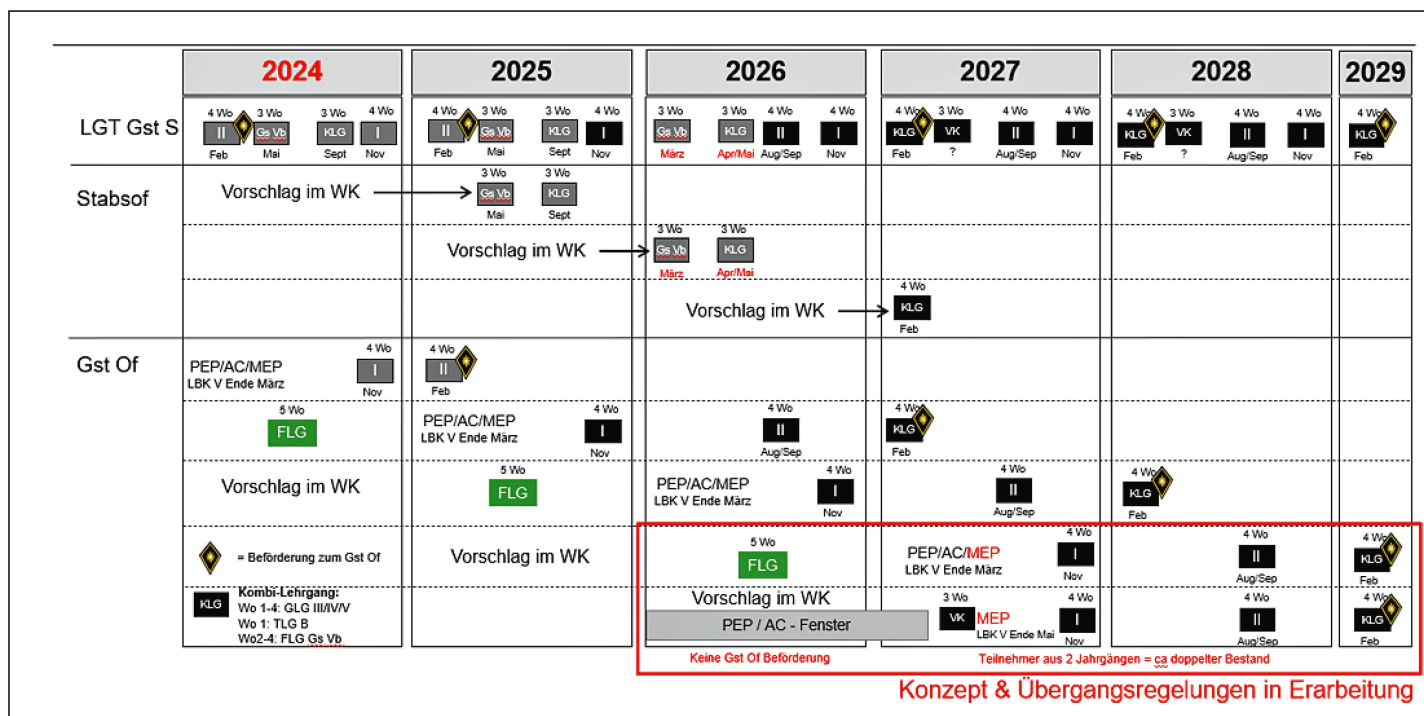 2024 2025 2026 2027 2028 2029
LGT Gst S
4 Wo 3 Wo 3 Wo 4 Wo 4 Wo 3 Wo 3 Wo 4 Wo 3 Wo 3 Wo 4 Wo 4 Wo 4 Wo 3 Wo 4 Wo 4 Wo 4 Wo 3 Wo 4 Wo 4 Wo 4 Wo
II Gs Vb KLG I II Gs Vb KLG I Gs Vb KLG II I KLG VK II I KLG VK II I KLG
Feb Mai Sept Nov Feb Mai Sept Nov März Apr/Mai Aug/Sep Nov Feb ? Aug/Sep Nov Feb ? Aug/Sep Nov Feb
Stabsof
3 Wo 3 Wo
Vorschlag im WK Gs Vb KLG
Mai Sept
3 Wo 3 Wo
Vorschlag im WK Gs Vb KLG
März Apr/Mai
4 Wo
Vorschlag im WK KLG
Feb
Gst Of
4 Wo 4 Wo
PEP/AC/MEP I II
LBK V Ende März
Nov Feb
5 Wo 4 Wo 4 Wo 4 Wo
FLG PEP/AC/MEP I II KLG
LBK V Ende März
Nov Aug/Sep Feb
5 Wo 4 Wo 4 Wo 4 Wo
Vorschlag im WK FLG PEP/AC/MEP I II KLG
LBK V Ende März
Nov Aug/Sep Feb
5 Wo 4 Wo 4 Wo 4 Wo
= Beförderung zum Gst Of Vorschlag im WK FLG PEP/AC/MEP I II KLG
LBK V Ende März
Nov Aug/Sep Feb
KLG Kombi-Lehrgang:
Wo 1-4: GLG III/IV/V
Wo 1: TLG B
Wo2-4: FLG Gs Vb
Vorschlag im WK 3 Wo 4 Wo 4 Wo 4 Wo
PEP / AC - Fenster VK MEP I II KLG
LBK V Ende Mai
Nov Aug/Sep Feb
Keine Gst Of Beförderung Teilnehmer aus 2 Jahrgängen = ca doppelter Bestand
Konzept & Übergangsregelungen in Erarbeitung